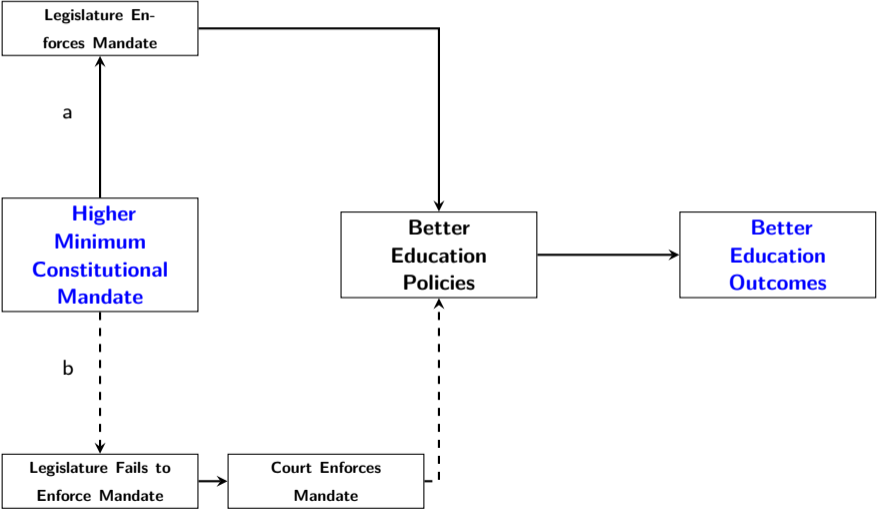 Legislature En-
forces Mandate
a
Higher
Minimum
Constitutional
Mandate
Better
Education
Policies
Better
Education
Outcomes
b
Legislature Fails to
Enforce Mandate
Court Enforces
Mandate